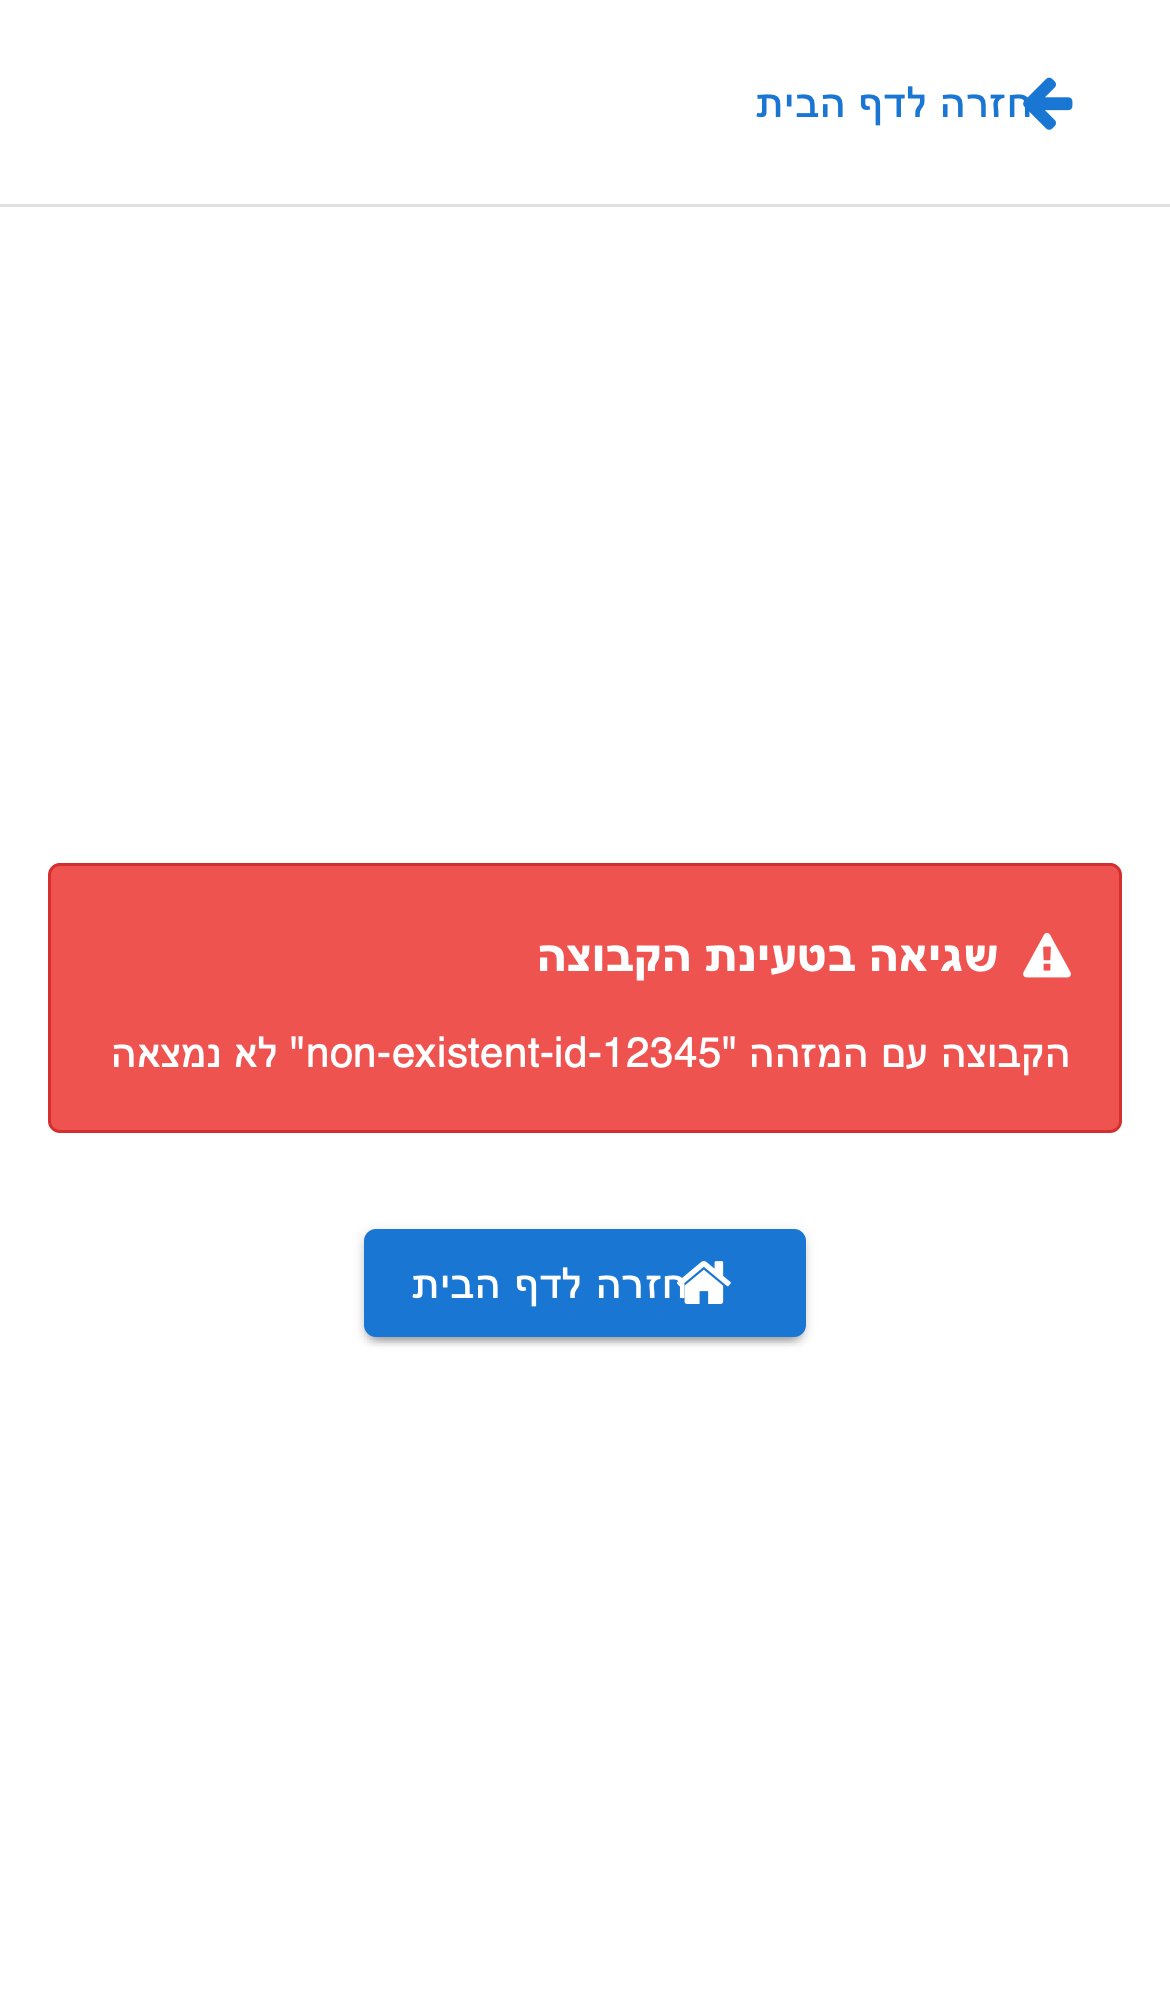 חזרה לדף הבית
שגיאה בטעינת הקבוצה
הקבוצה עם המזהה "non-existent-id-12345" לא נמצאה
חזרה לדף הבית